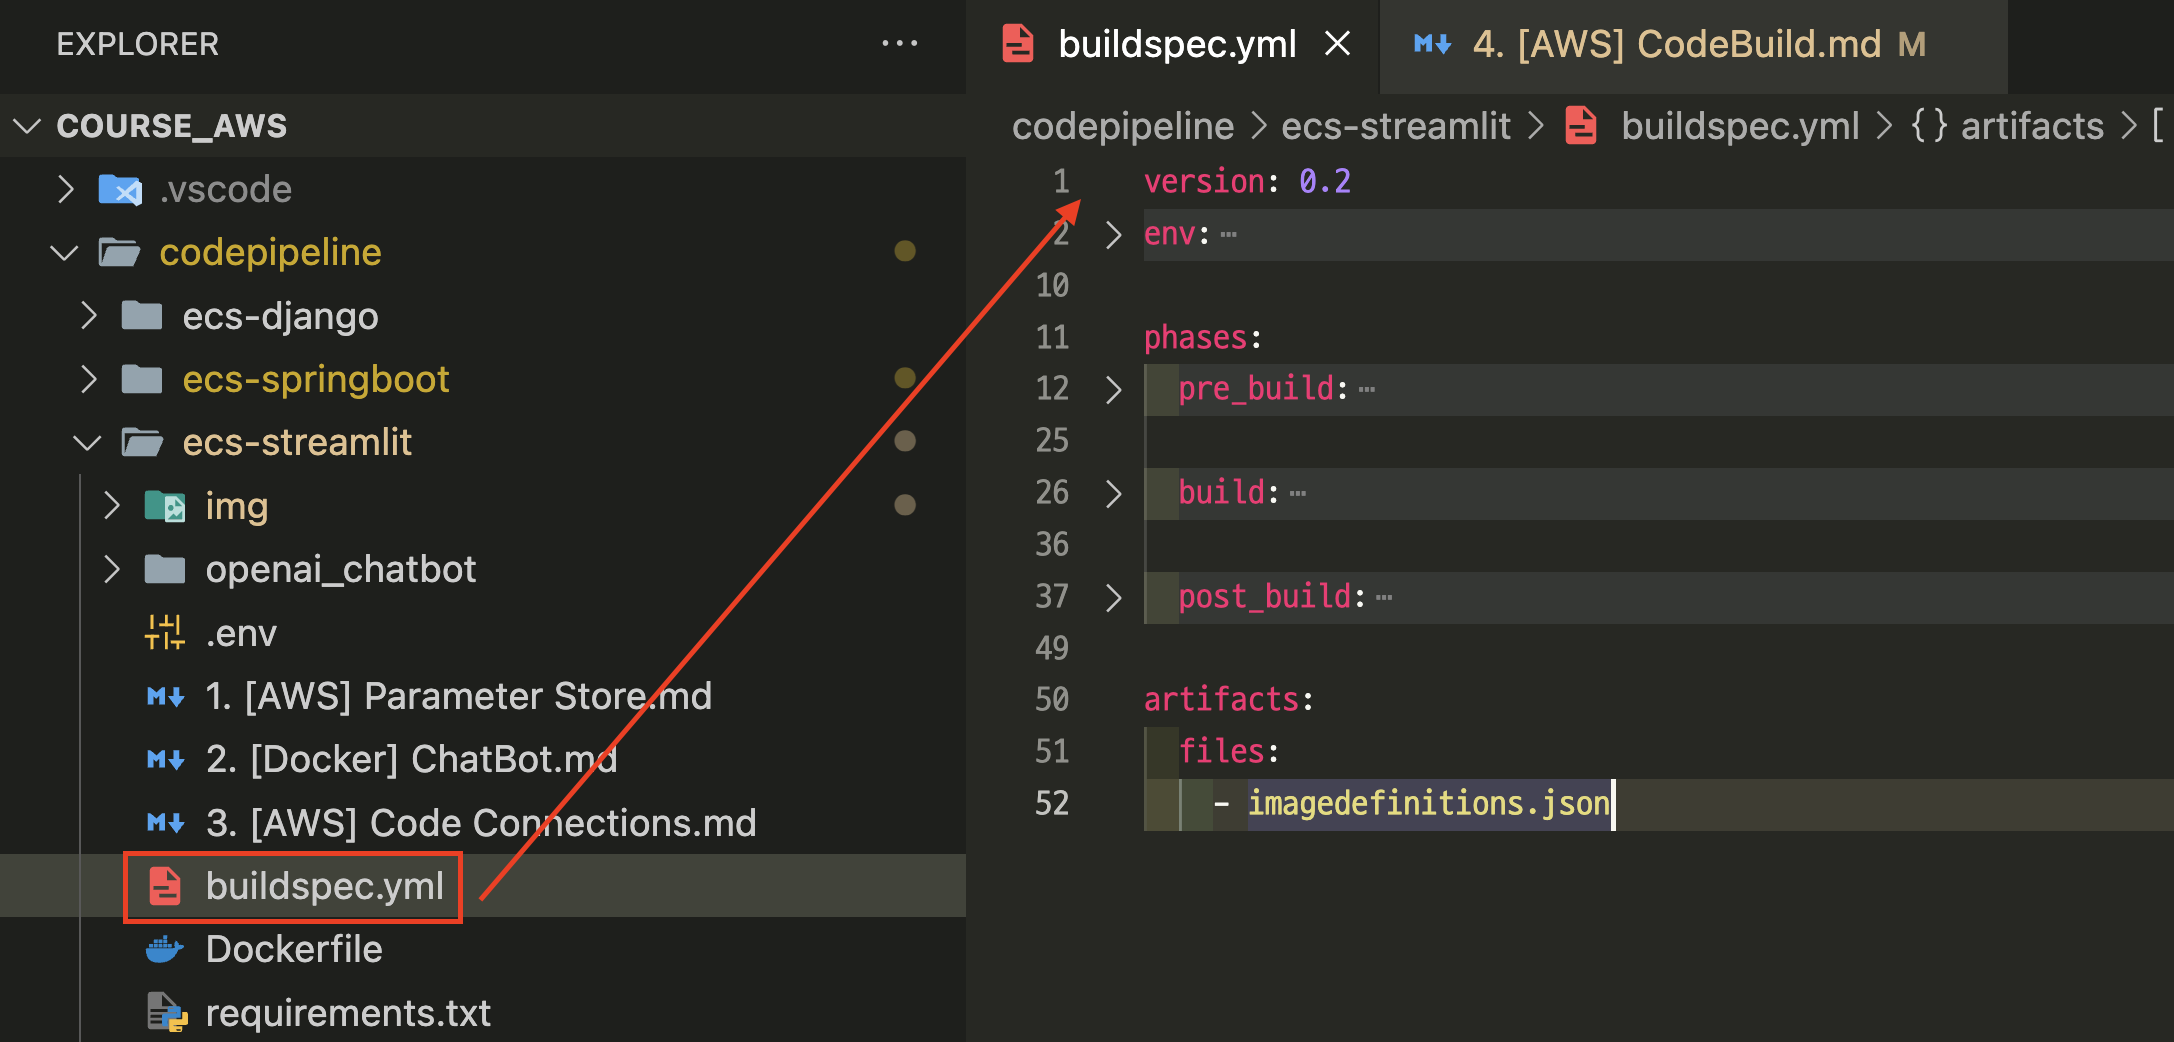 EXPLORER
COURSE_AWS
.vscode
codepipeline
ecs-django
ecs-springboot
ecs-streamlit
img
openai_chatbot
.env
1. [AWS] Parameter Store.md
2. [Docker] ChatBot.md
3. [AWS] Code Connections.md
buildspec.yml
Dockerfile
requirements.txt
buildspec.yml
4. [AWS] CodeBuild.md M
codepipeline > ecs-streamlit > buildspec.yml > {} artifacts > [
1 version: 0.2
2 env: …
10
11 phases:
12 pre_build: …
25
26 build: …
36
37 post_build: …
49
50 artifacts:
51 files:
52 - imagedefinitions.json